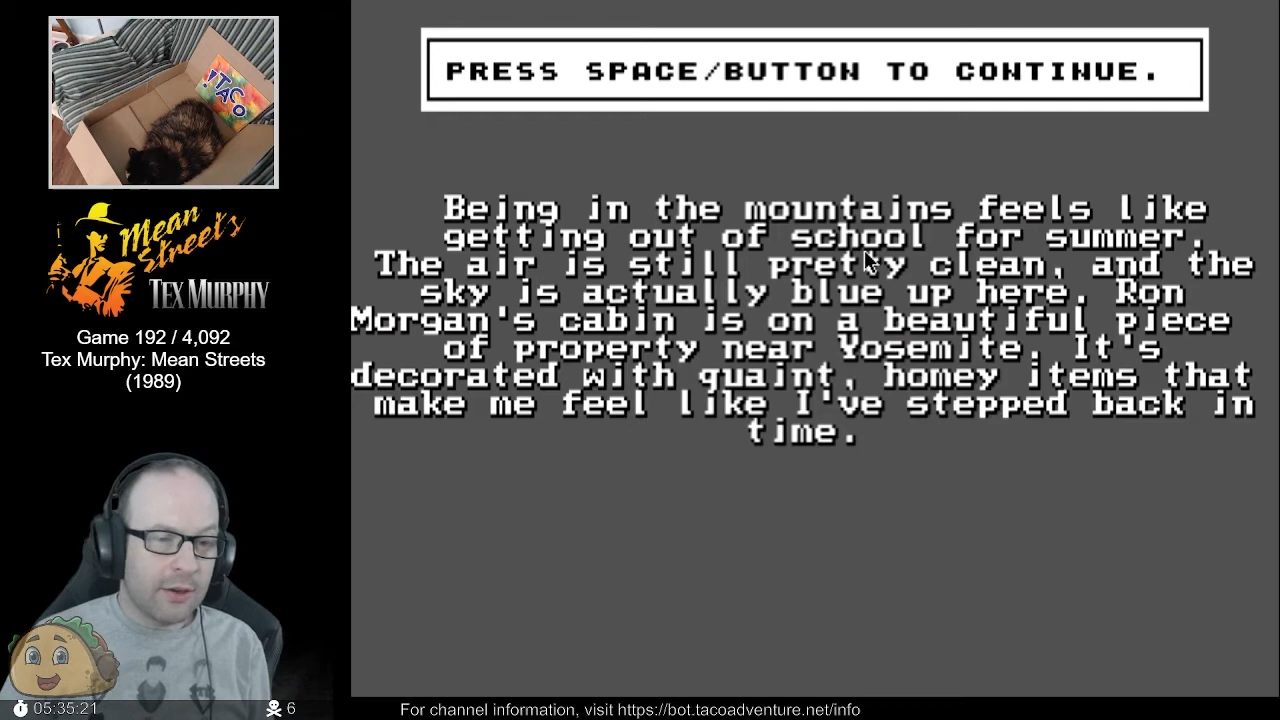 PRESS SPACE/BUTTON TO CONTINUE.
Being in the mountains feels like
getting out of school for summer.
The air is still pretty clean, and the
sky is actually blue up here. Ron
Morgan's cabin is on a beautiful piece
of property near Yosemite. It's
decorated with quaint, homey items that
make me feel like I've stepped back in
time.
!TACO
Mean
Streets
TEX MURPHY
Game 192 / 4,092
Tex Murphy: Mean Streets
(1989)
05:35:21
6
For channel information, visit https://bot.tacoadventure.net/info